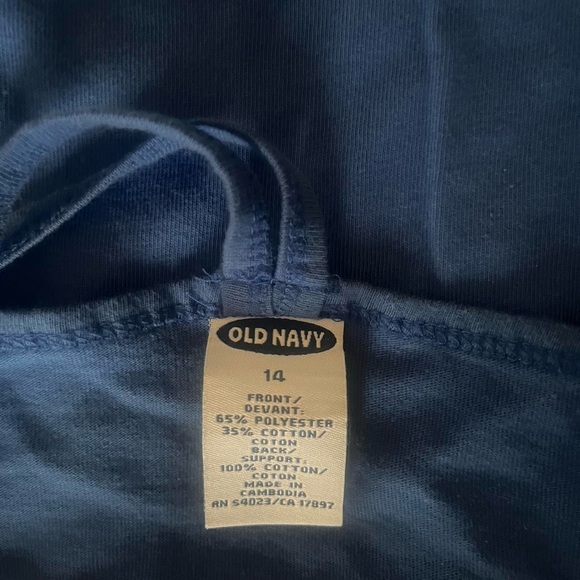 OLD NAVY
14
FRONT/
DEVANT:
65% POLYESTER
35% COTTON/
COTON
BACK/
SUPPORT:
100% COTTON/
COTON
MADE IN
CAMBODIA
RN 54023/CA 17897